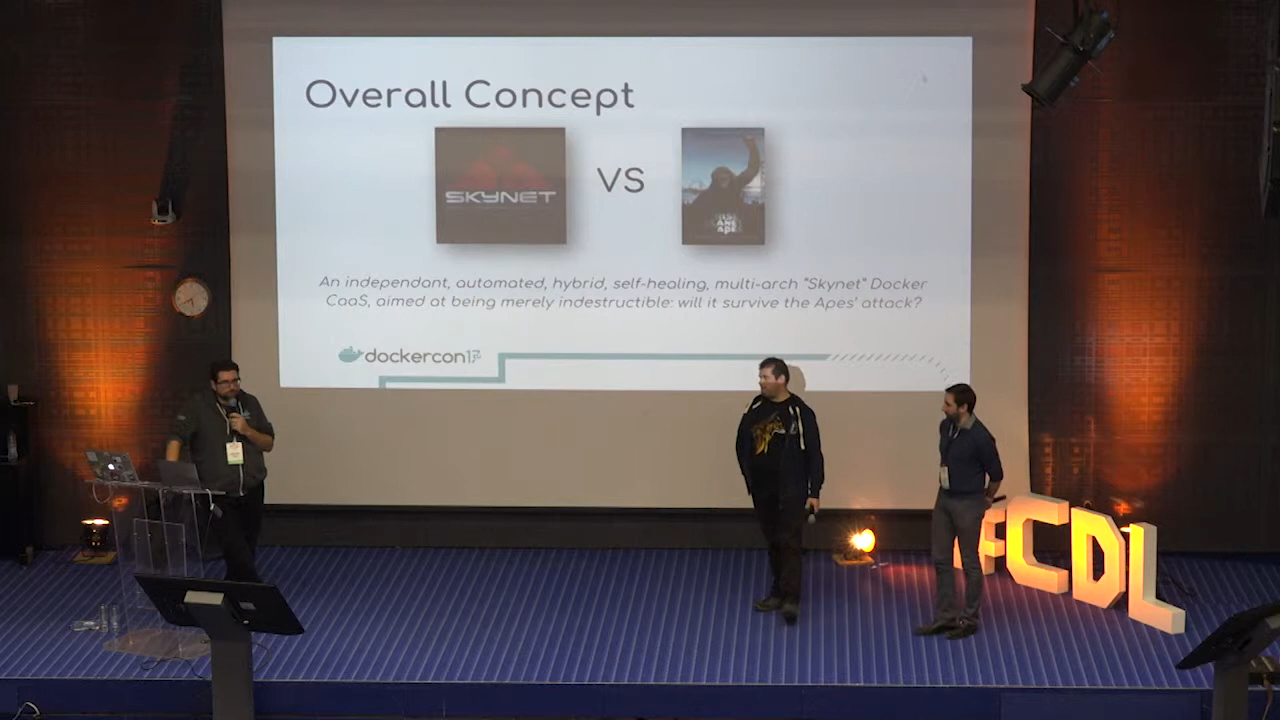 Overall Concept
SKYNET
VS
An independant, automated, hybrid, self-healing, multi-arch "Skynet" Docker
CaaS, aimed at being merely indestructible: will it survive the Apes' attack?
dockercon17
FCDL